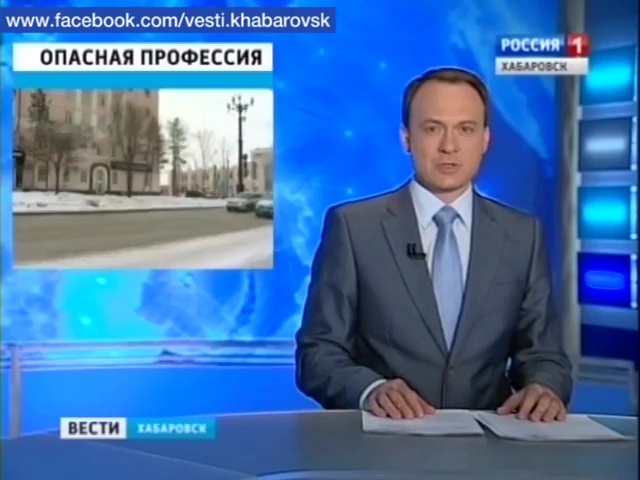 www.facebook.com/vesti.khabarovsk
ОПАСНАЯ ПРОФЕССИЯ
РОССИЯ 1
ХАБАРОВСК
ВЕСТИ ХАБАРОВСК